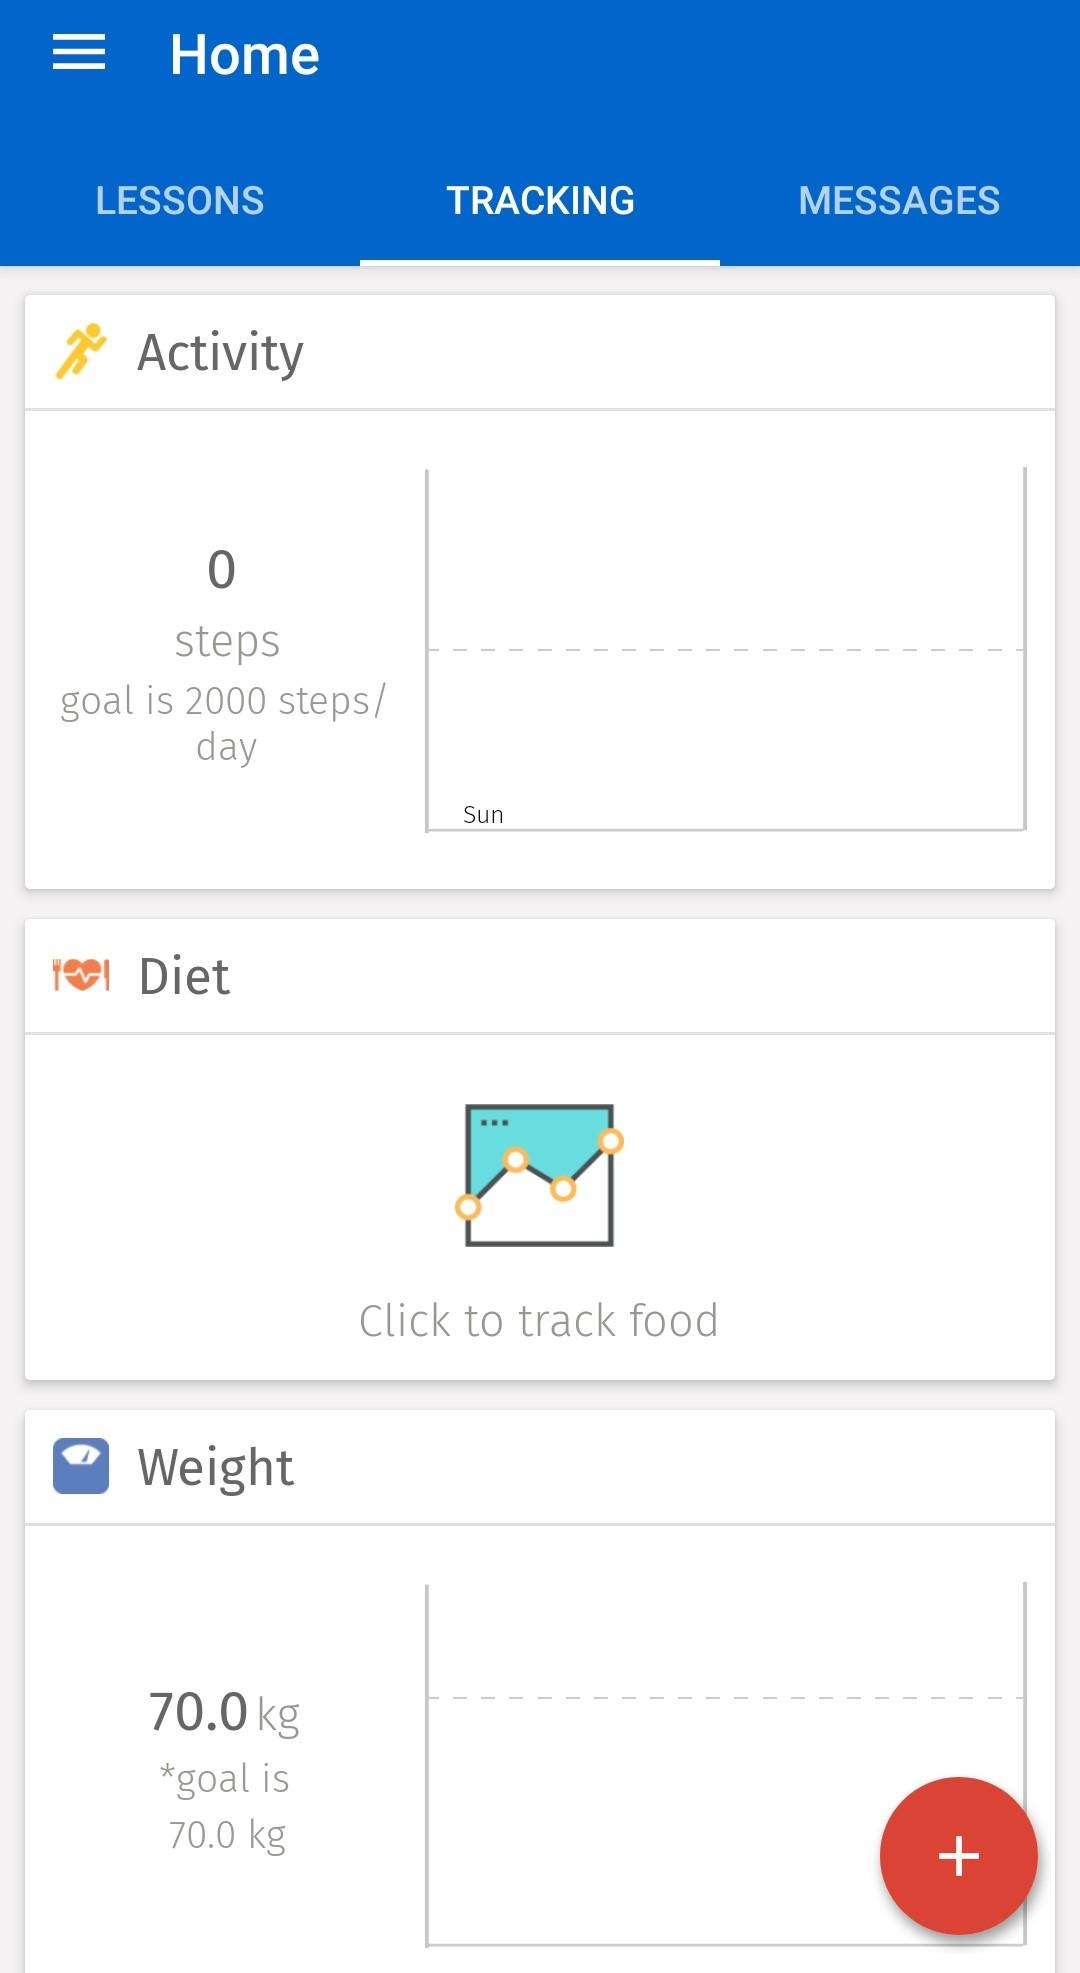 Home
LESSONS
TRACKING
MESSAGES
Activity
0
steps
goal is 2000 steps/
day
Sun
Diet
Click to track food
Weight
70.0 kg
*goal is
70.0 kg